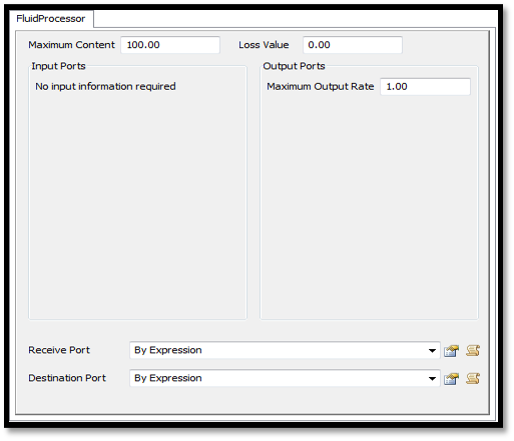 FluidProcessor
Maximum Content 100.00 Loss Value 0.00
Input Ports Output Ports
No input information required Maximum Output Rate 1.00
Receive Port By Expression
Destination Port By Expression